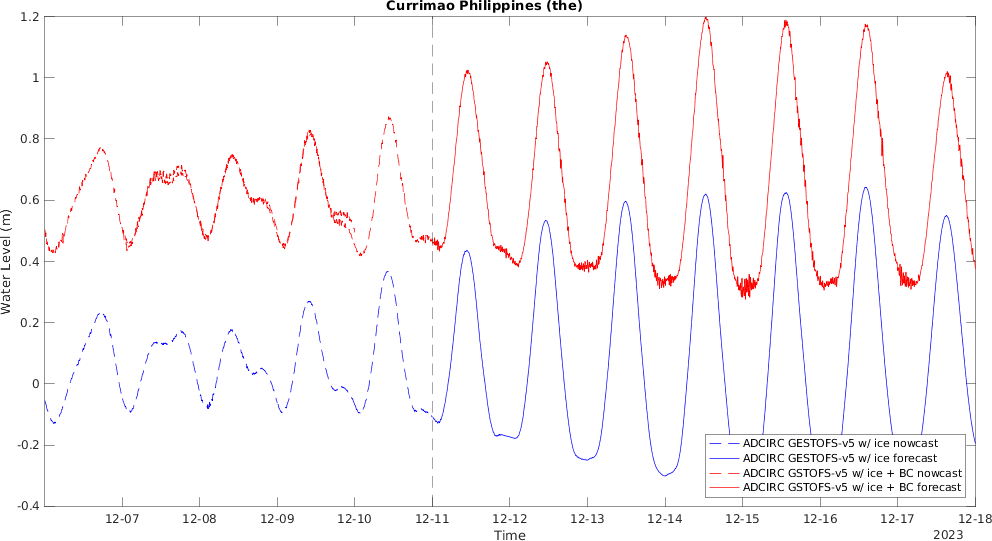 Currimao Philippines (the)
1.2
1
0.8
0.6
0.4
0.2
0
-0.2
-0.4
Water Level (m)
ADCIRC GESTOFS-v5 w/ ice nowcast
ADCIRC GESTOFS-v5 w/ ice forecast
ADCIRC GSTOFS-v5 w/ ice + BC nowcast
ADCIRC GSTOFS-v5 w/ ice + BC forecast
12-07 12-08 12-09 12-10 12-11 12-12 12-13 12-14 12-15 12-16 12-17 12-18
Time
2023